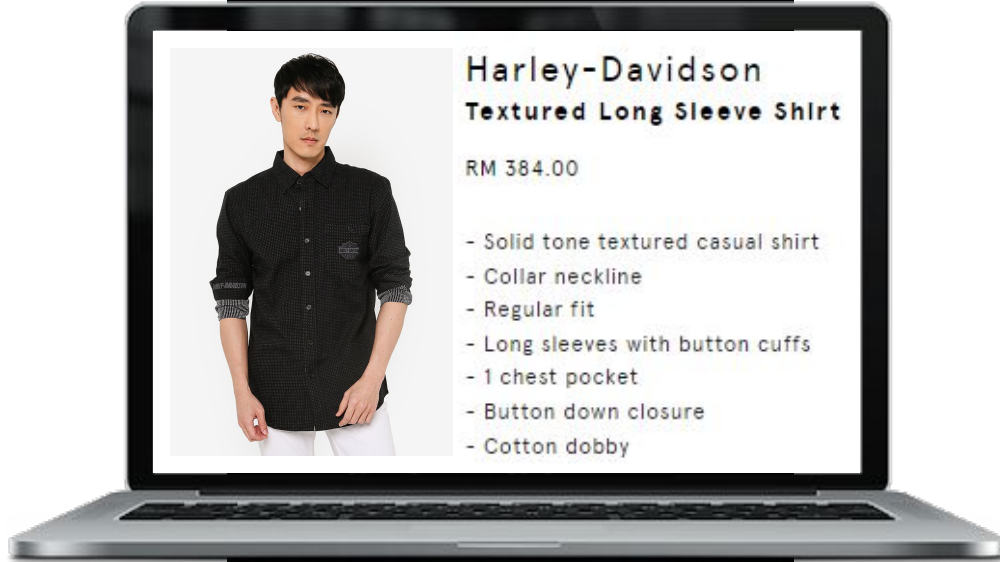 Harley-Davidson
Textured Long Sleeve Shirt
RM 384.00
- Solid tone textured casual shirt
- Collar neckline
- Regular fit
- Long sleeves with button cuffs
- 1 chest pocket
- Button down closure
- Cotton dobby